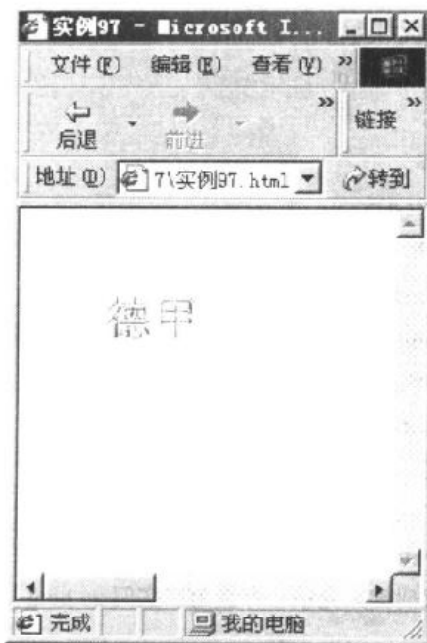 实例97 - Microsoft I...
文件(F) 编辑(E) 查看(V) »
后退 前进 » 链接 »
地址(D) 7\实例97.html 转到
德甲
完成 我的电脑